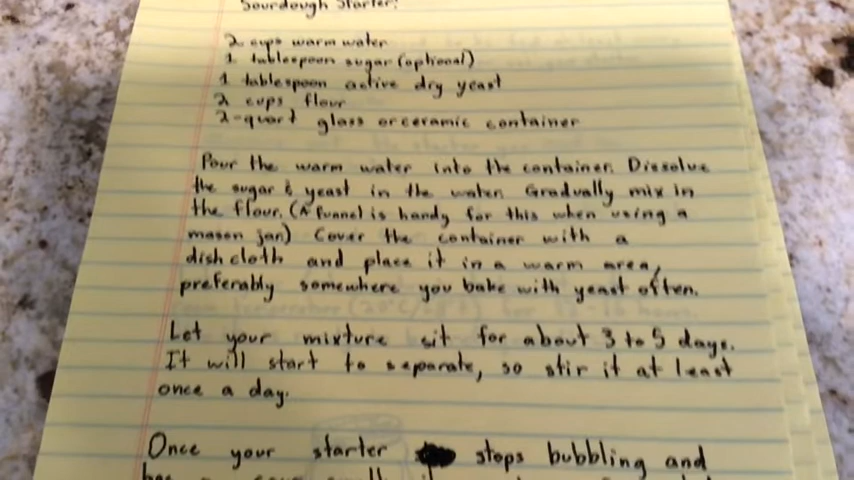 Sourdough Starter:
2 cups warm water
1 tablespoon sugar (optional)
1 tablespoon active dry yeast
2 cups flour
2-quart glass or ceramic container
Pour the warm water into the container. Dissolve
the sugar & yeast in the water. Gradually mix in
the flour. (A funnel is handy for this when using a
mason jar.) Cover the container with a
dish cloth and place it in a warm area,
preferably somewhere you bake with yeast often.
Let your mixture sit for about 3 to 5 days.
It will start to separate, so stir it at least
once a day.
Once your starter stops bubbling and
has a sour smell